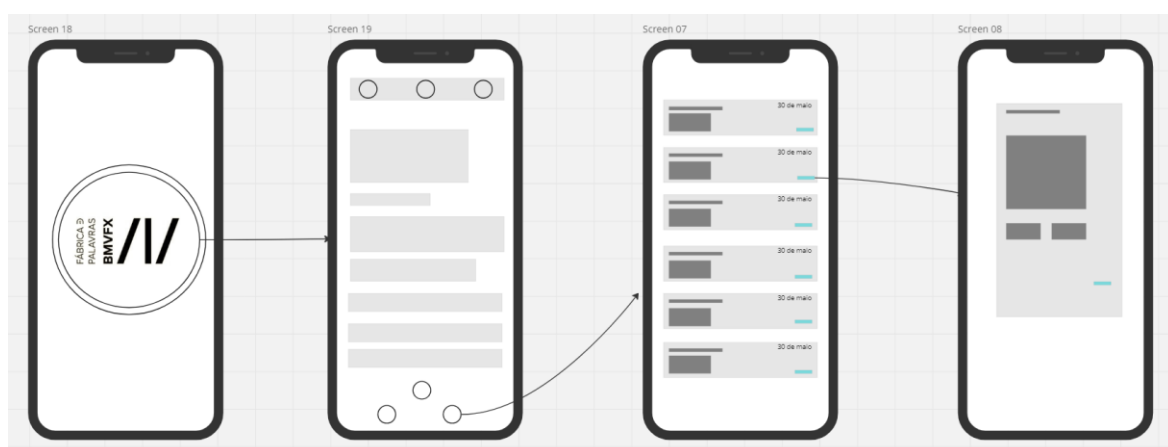 Screen 18
Screen 19
Screen 07
Screen 08
FÁBRICA D
PALAVRAS
BMVFX
30 de maio
30 de maio
30 de maio
30 de maio
30 de maio
30 de maio